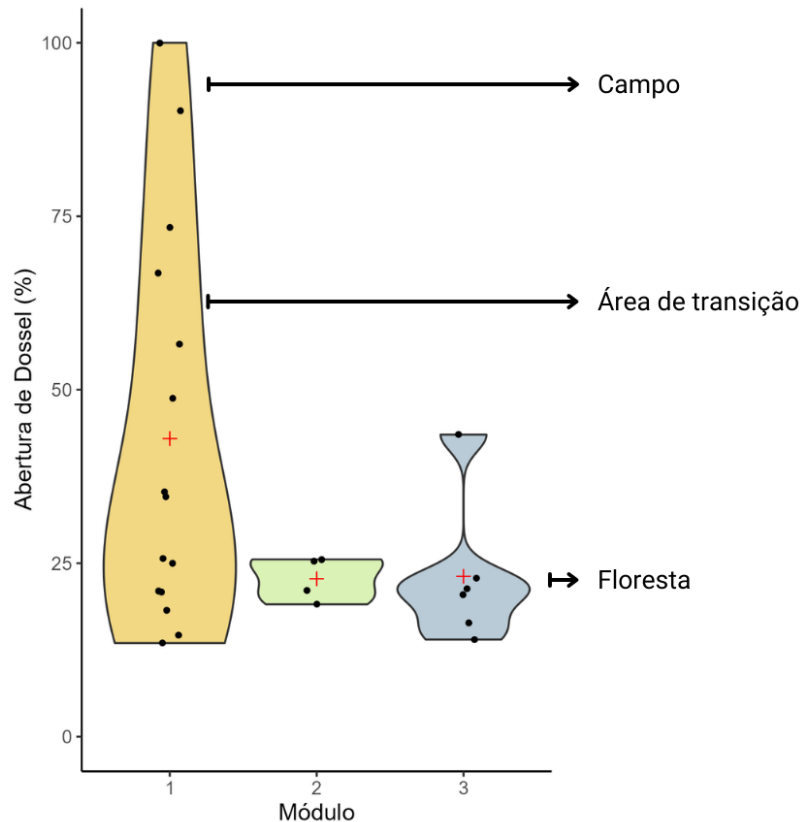 100
Campo
75
Área de transição
50
25
Floresta
0
Abertura de Dossel (%)
1
2
3
Módulo